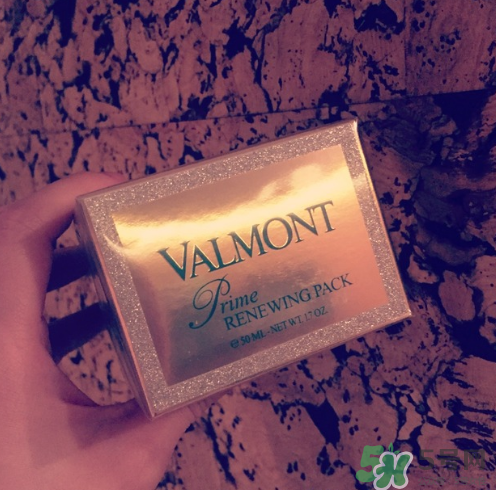 VALMONT
Prime
RENEWING PACK
℮ 50 ML - NET WT. 1.7 OZ.